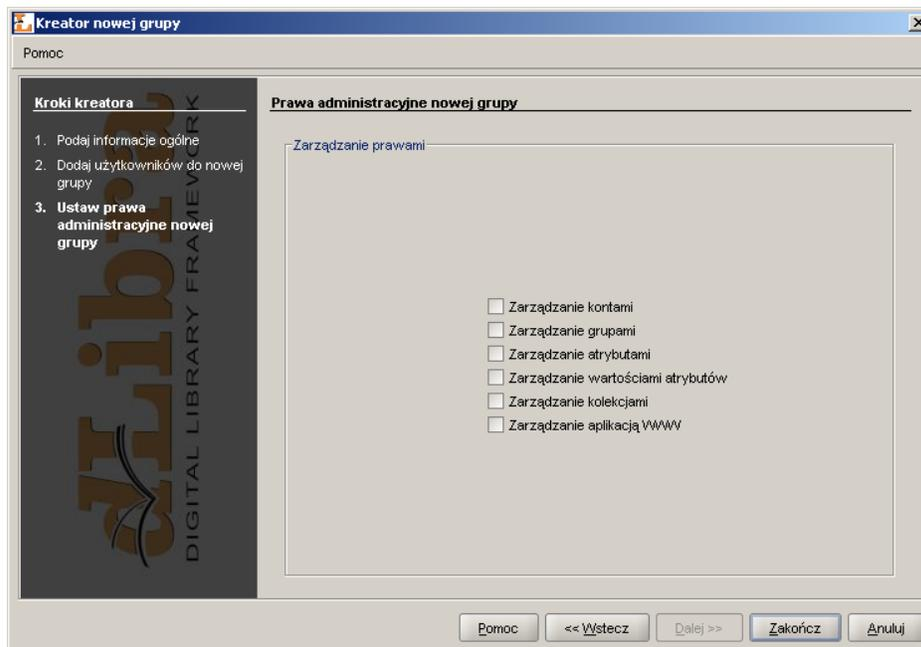 Kreator nowej grupy
Pomoc
Kroki kreatora
1. Podaj informacje ogólne
2. Dodaj użytkowników do nowej
grupy
3. Ustaw prawa
administracyjne nowej
grupy
dLibra
DIGITAL LIBRARY FRAMEWORK
Prawa administracyjne nowej grupy
Zarządzanie prawami
Zarządzanie kontami
Zarządzanie grupami
Zarządzanie atrybutami
Zarządzanie wartościami atrybutów
Zarządzanie kolekcjami
Zarządzanie aplikacją WWW
Pomoc
<< Wstecz
Dalej >>
Zakończ
Anuluj